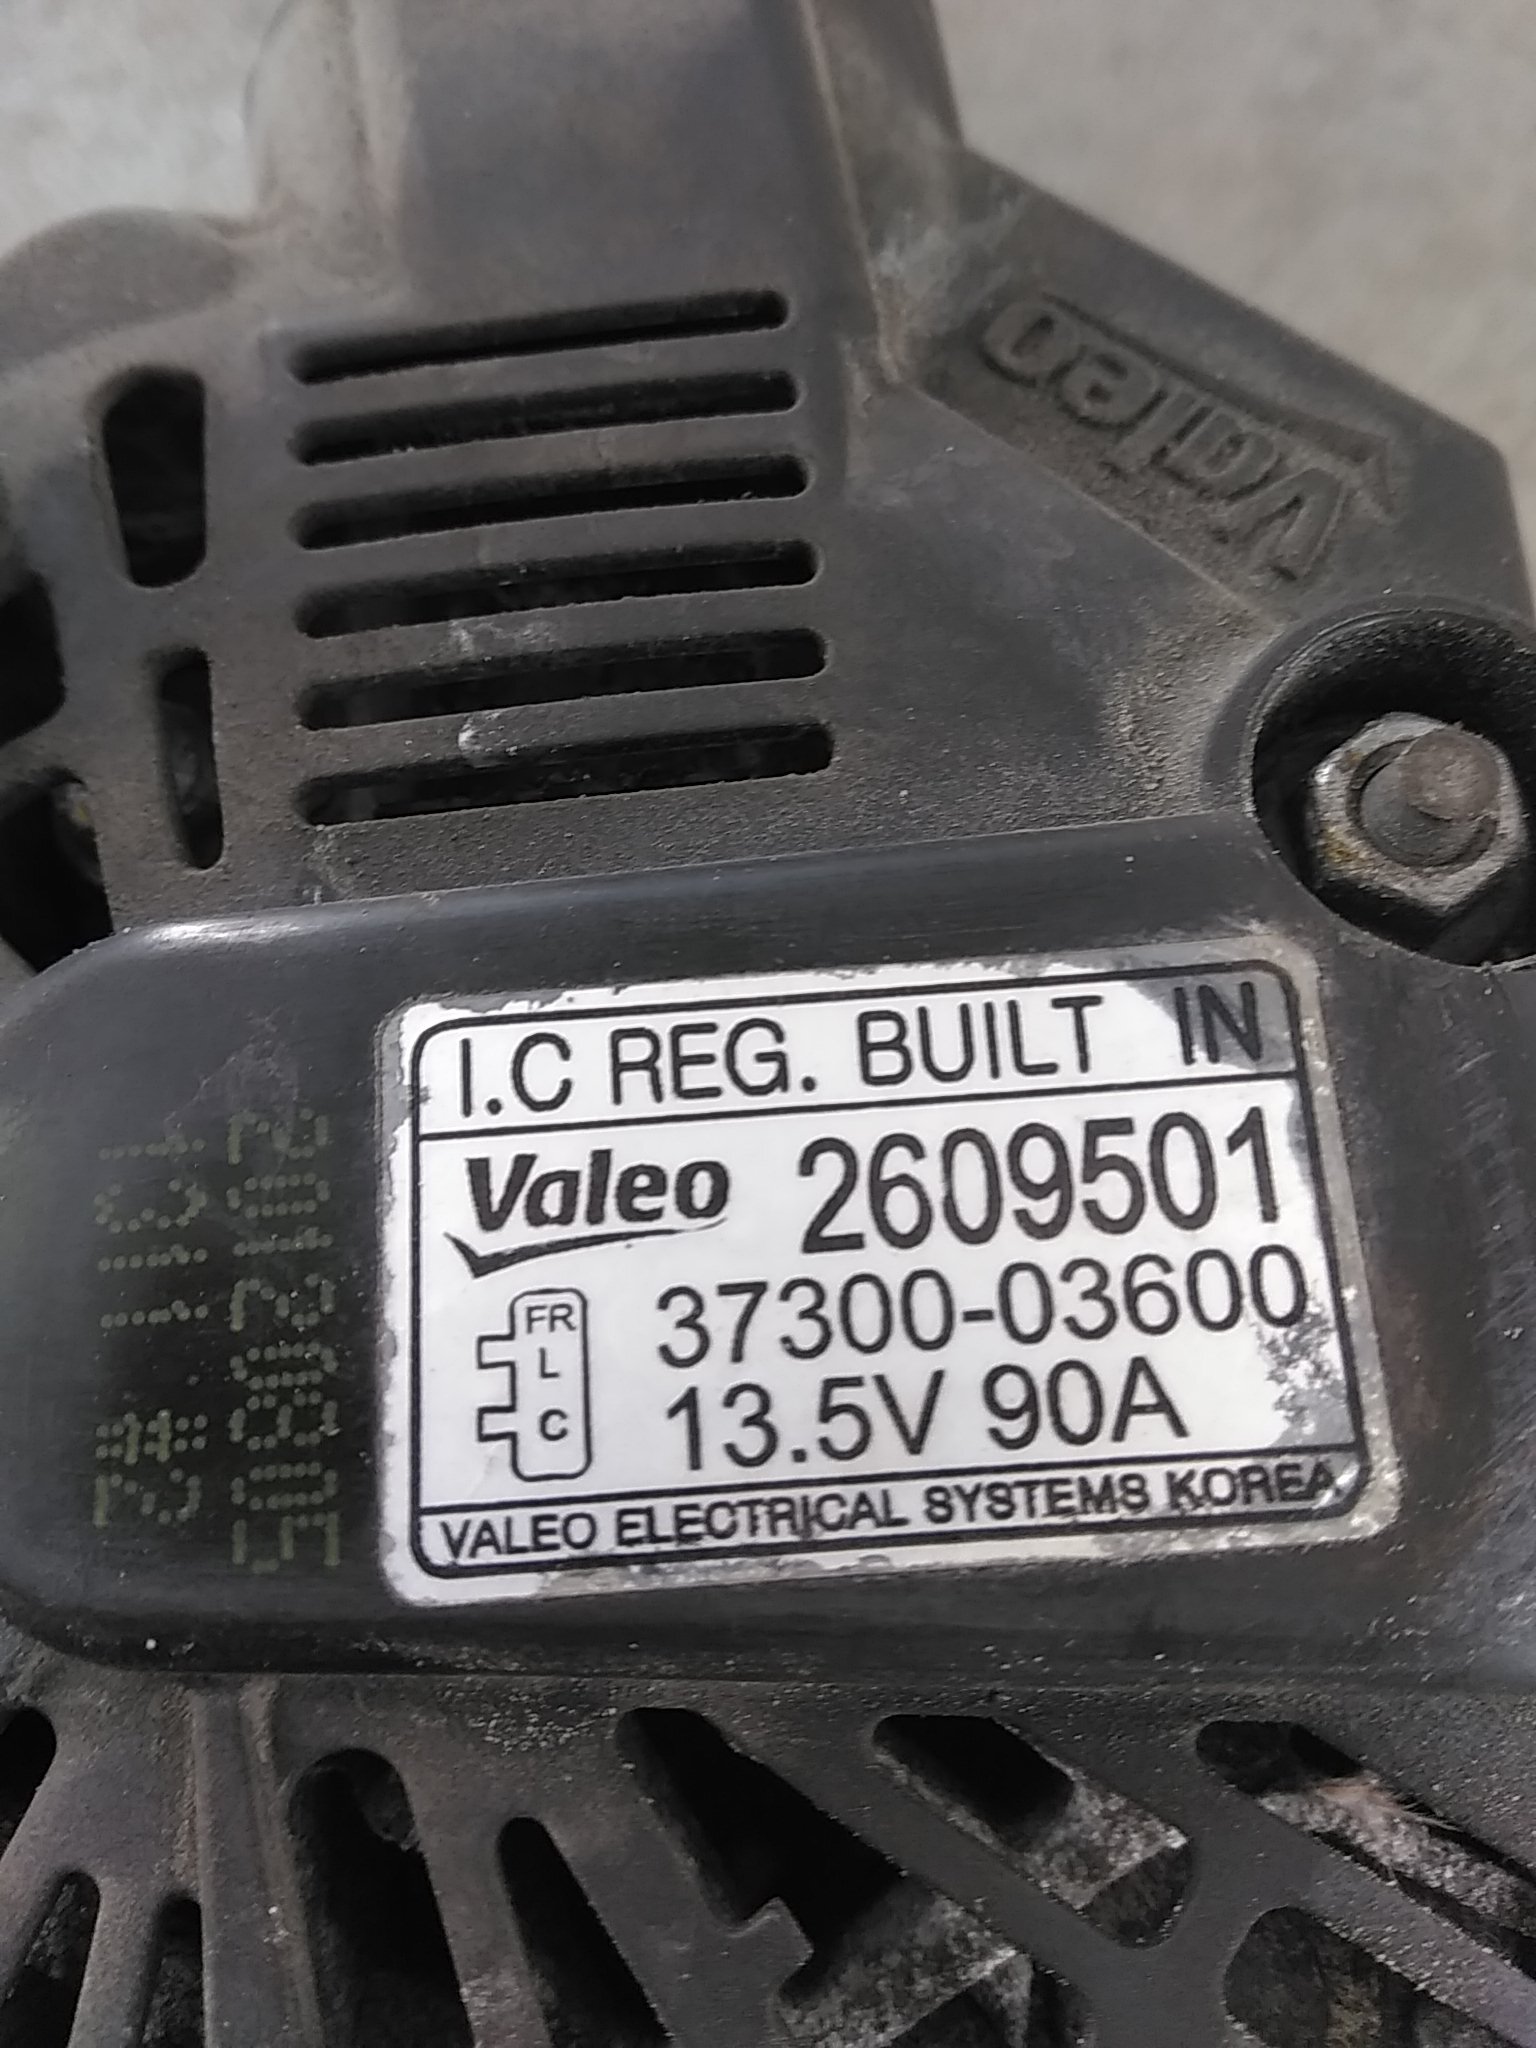 Valeo
I.C REG. BUILT IN
Valeo 2609501
FR 37300-03600
L
C 13.5V 90A
VALEO ELECTRICAL SYSTEMS KOREA